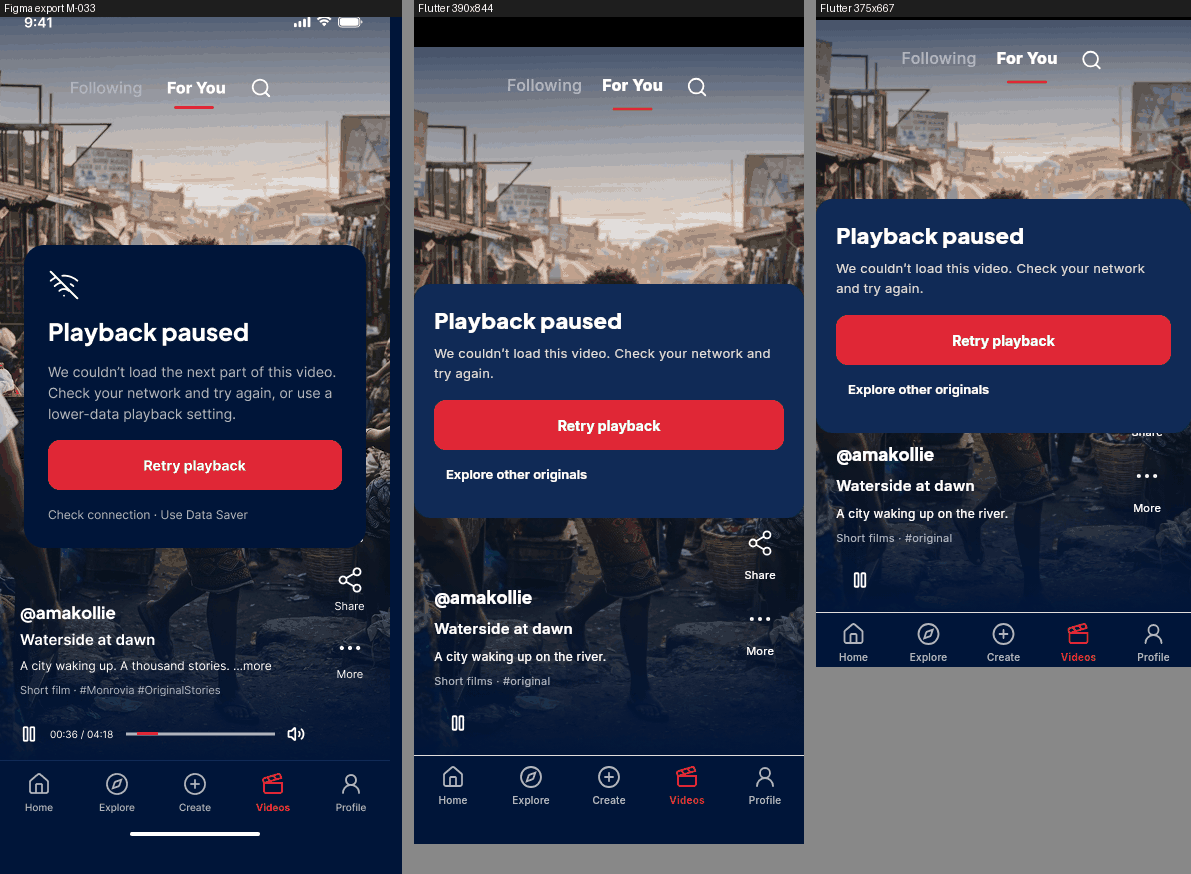 Figma export M-033
9:41
Following
For You
Playback paused
We couldn't load the next part of this video.
Check your network and try again, or use a
lower-data playback setting.
Retry playback
Check connection · Use Data Saver
Share
@amakollie
Waterside at dawn
A city waking up. A thousand stories. ...more
More
Short film · #Monrovia #OriginalStories
00:36 / 04:18
Home
Explore
Create
Videos
Profile
Flutter 390x844
Following
For You
Playback paused
We couldn't load this video. Check your network and
try again.
Retry playback
Explore other originals
Share
@amakollie
Waterside at dawn
More
A city waking up on the river.
Short films · #original
Home
Explore
Create
Videos
Profile
Flutter 375x667
Following
For You
Playback paused
We couldn't load this video. Check your network
and try again.
Retry playback
Explore other originals
Share
@amakollie
Waterside at dawn
More
A city waking up on the river.
Short films · #original
Home
Explore
Create
Videos
Profile